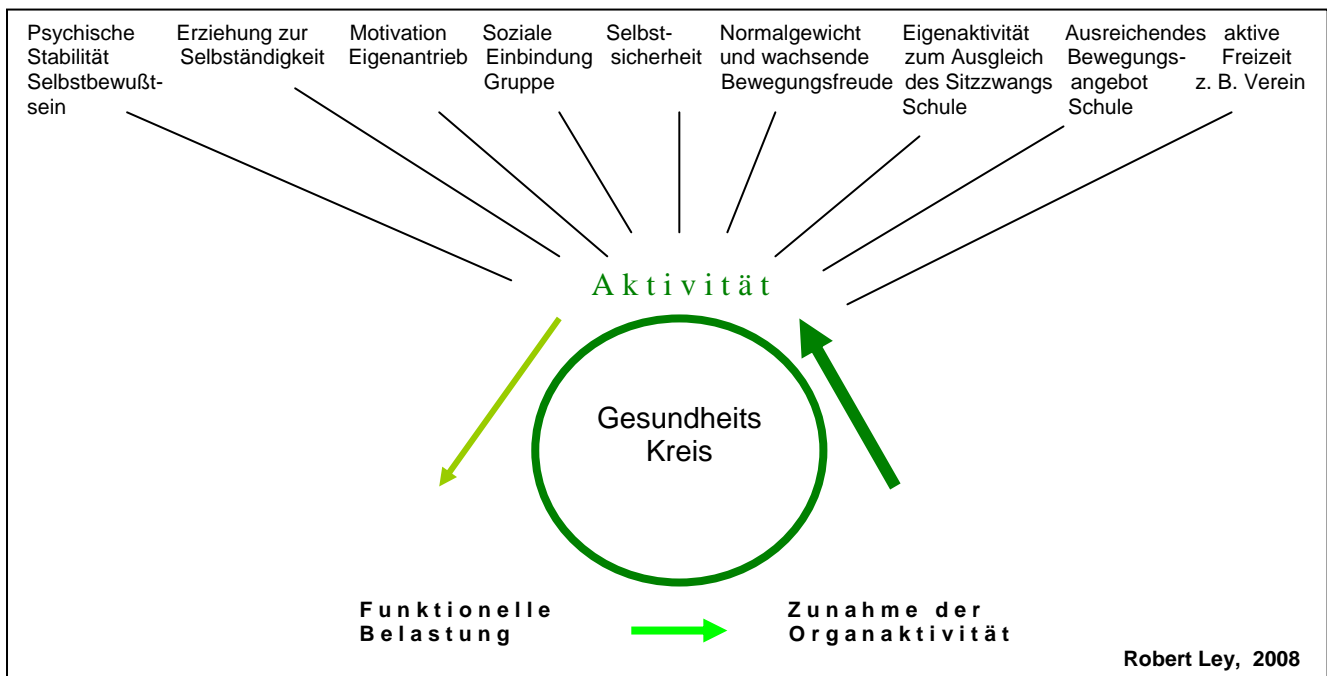 Psychische
Stabilität
Selbstbewußt-
sein
Erziehung zur
Selbständigkeit
Motivation
Eigenantrieb
Soziale
Einbindung
Gruppe
Selbst-
sicherheit
Normalgewicht
und wachsende
Bewegungsfreude
Eigenaktivität
zum Ausgleich
des Sitzzwangs
Schule
Ausreichendes
Bewegungs-
angebot
Schule
aktive
Freizeit
z. B. Verein
Aktivität
Gesundheits
Kreis
Funktionelle
Belastung
Zunahme der
Organaktivität
Robert Ley, 2008